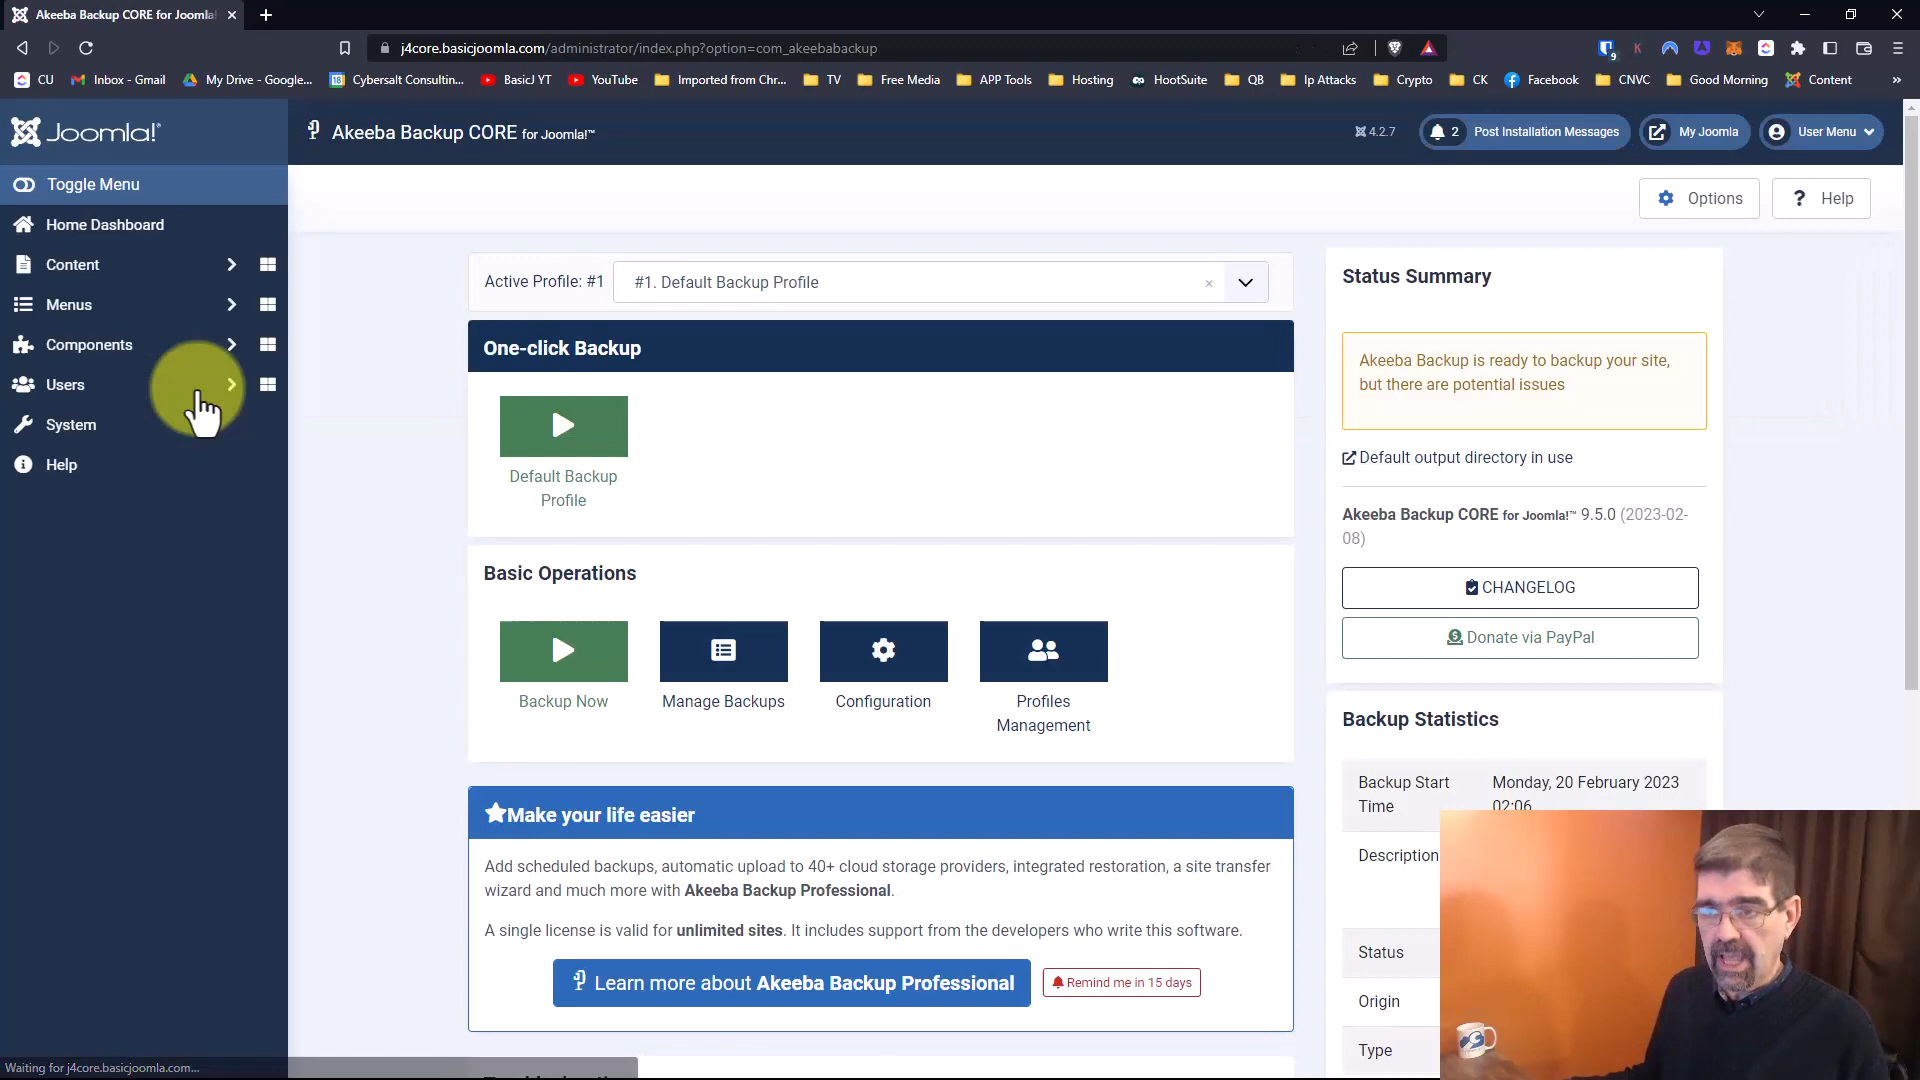 Akeeba Backup CORE for Joomla!
j4core.basicjoomla.com/administrator/index.php?option=com_akeebabackup
9
CU
Inbox - Gmail
My Drive - Google...
18 Cybersalt Consultin...
BasicJ YT
YouTube
Imported from Chr...
TV
Free Media
APP Tools
Hosting
HootSuite
QB
Ip Attacks
Crypto
CK
Facebook
CNVC
Good Morning
Content
»
Joomla!®
Akeeba Backup CORE for Joomla!™
4.2.7
2 Post Installation Messages
My Joomla
User Menu
Toggle Menu
Home Dashboard
Content
Menus
Components
Users
System
Help
Options
? Help
Active Profile: #1
#1. Default Backup Profile
×
One-click Backup
Default Backup
Profile
Basic Operations
Backup Now
Manage Backups
Configuration
Profiles
Management
Make your life easier
Add scheduled backups, automatic upload to 40+ cloud storage providers, integrated restoration, a site transfer
wizard and much more with Akeeba Backup Professional.
A single license is valid for unlimited sites. It includes support from the developers who write this software.
Learn more about Akeeba Backup Professional
Remind me in 15 days
Status Summary
Akeeba Backup is ready to backup your site,
but there are potential issues
Default output directory in use
Akeeba Backup CORE for Joomla!™ 9.5.0 (2023-02-
08)
CHANGELOG
Donate via PayPal
Backup Statistics
Backup Start
Time
Monday, 20 February 2023
02:06
Description
Status
Origin
Type
Waiting for j4core.basicjoomla.com...